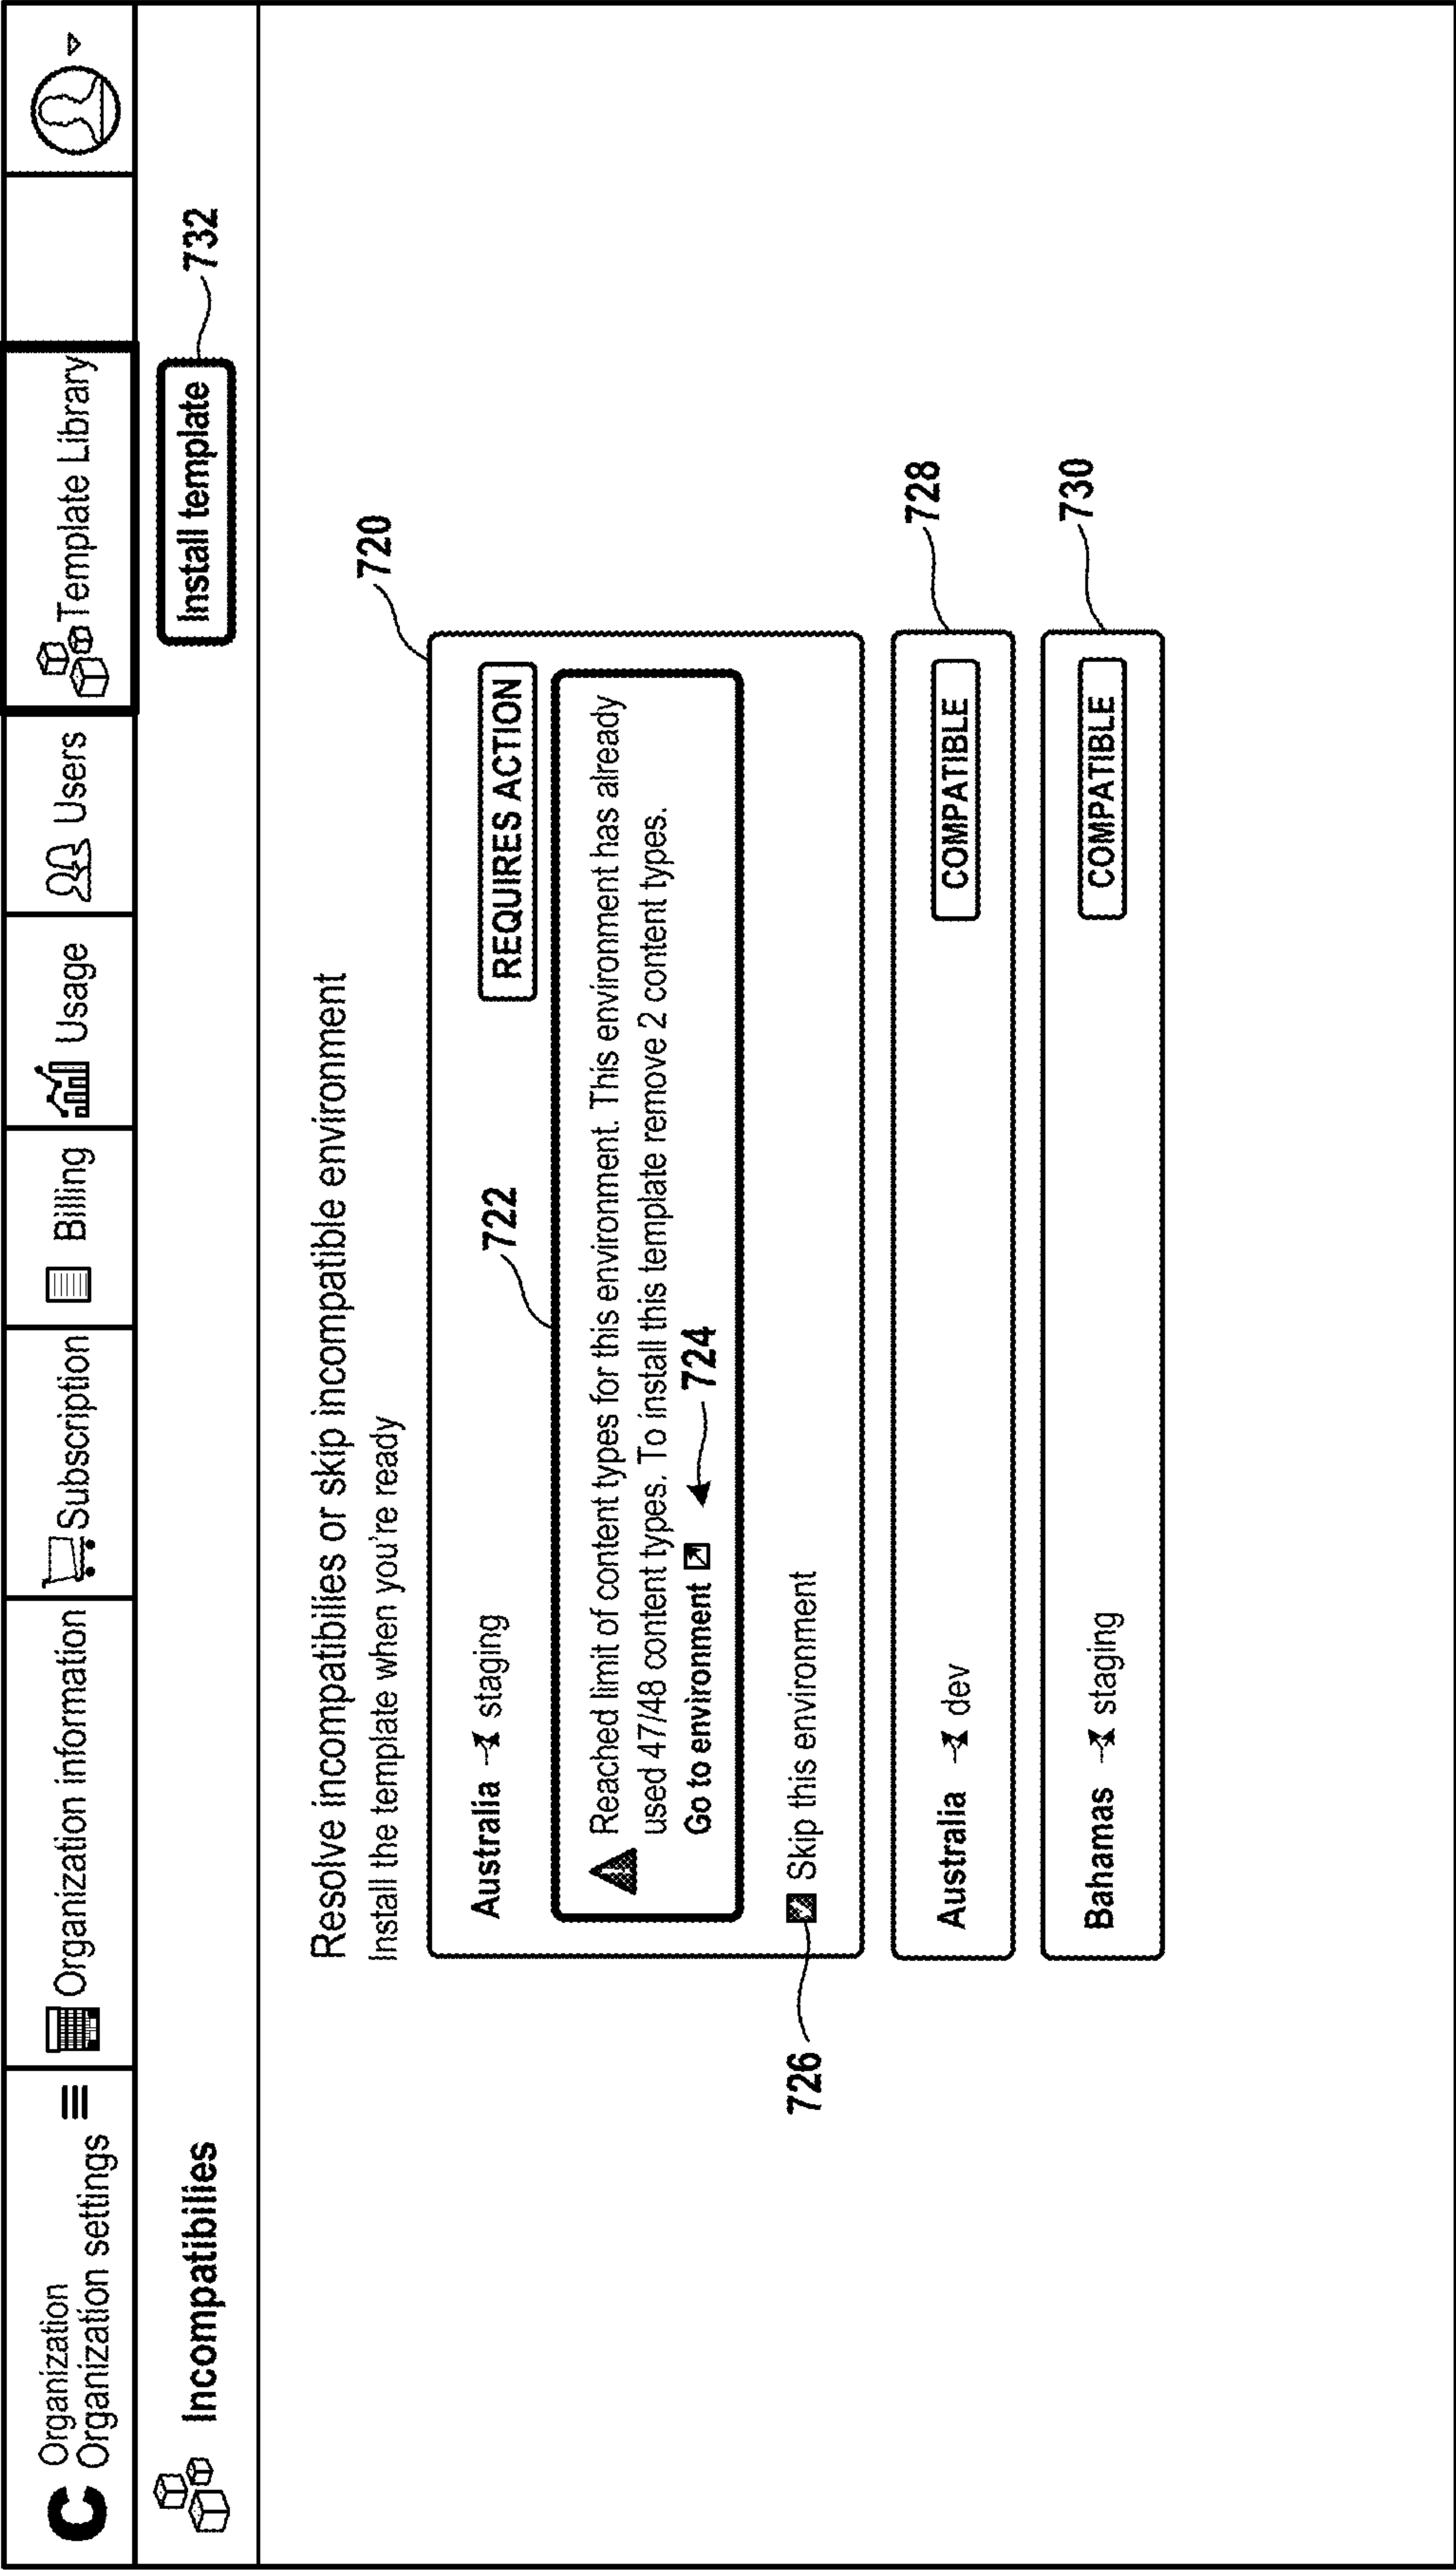 C
Organization
Organization settings
Organization information
Subscription
Billing
Usage
Users
Template Library
Incompatibilies
Install template
732
Resolve incompatibilies or skip incompatible environment
Install the template when you're ready
720
Australia staging
REQUIRES ACTION
722
Reached limit of content types for this environment. This environment has already
used 47/48 content types. To install this template remove 2 content types.
Go to environment
724
726
Skip this environment
Australia dev
COMPATIBLE
728
Bahamas staging
COMPATIBLE
730